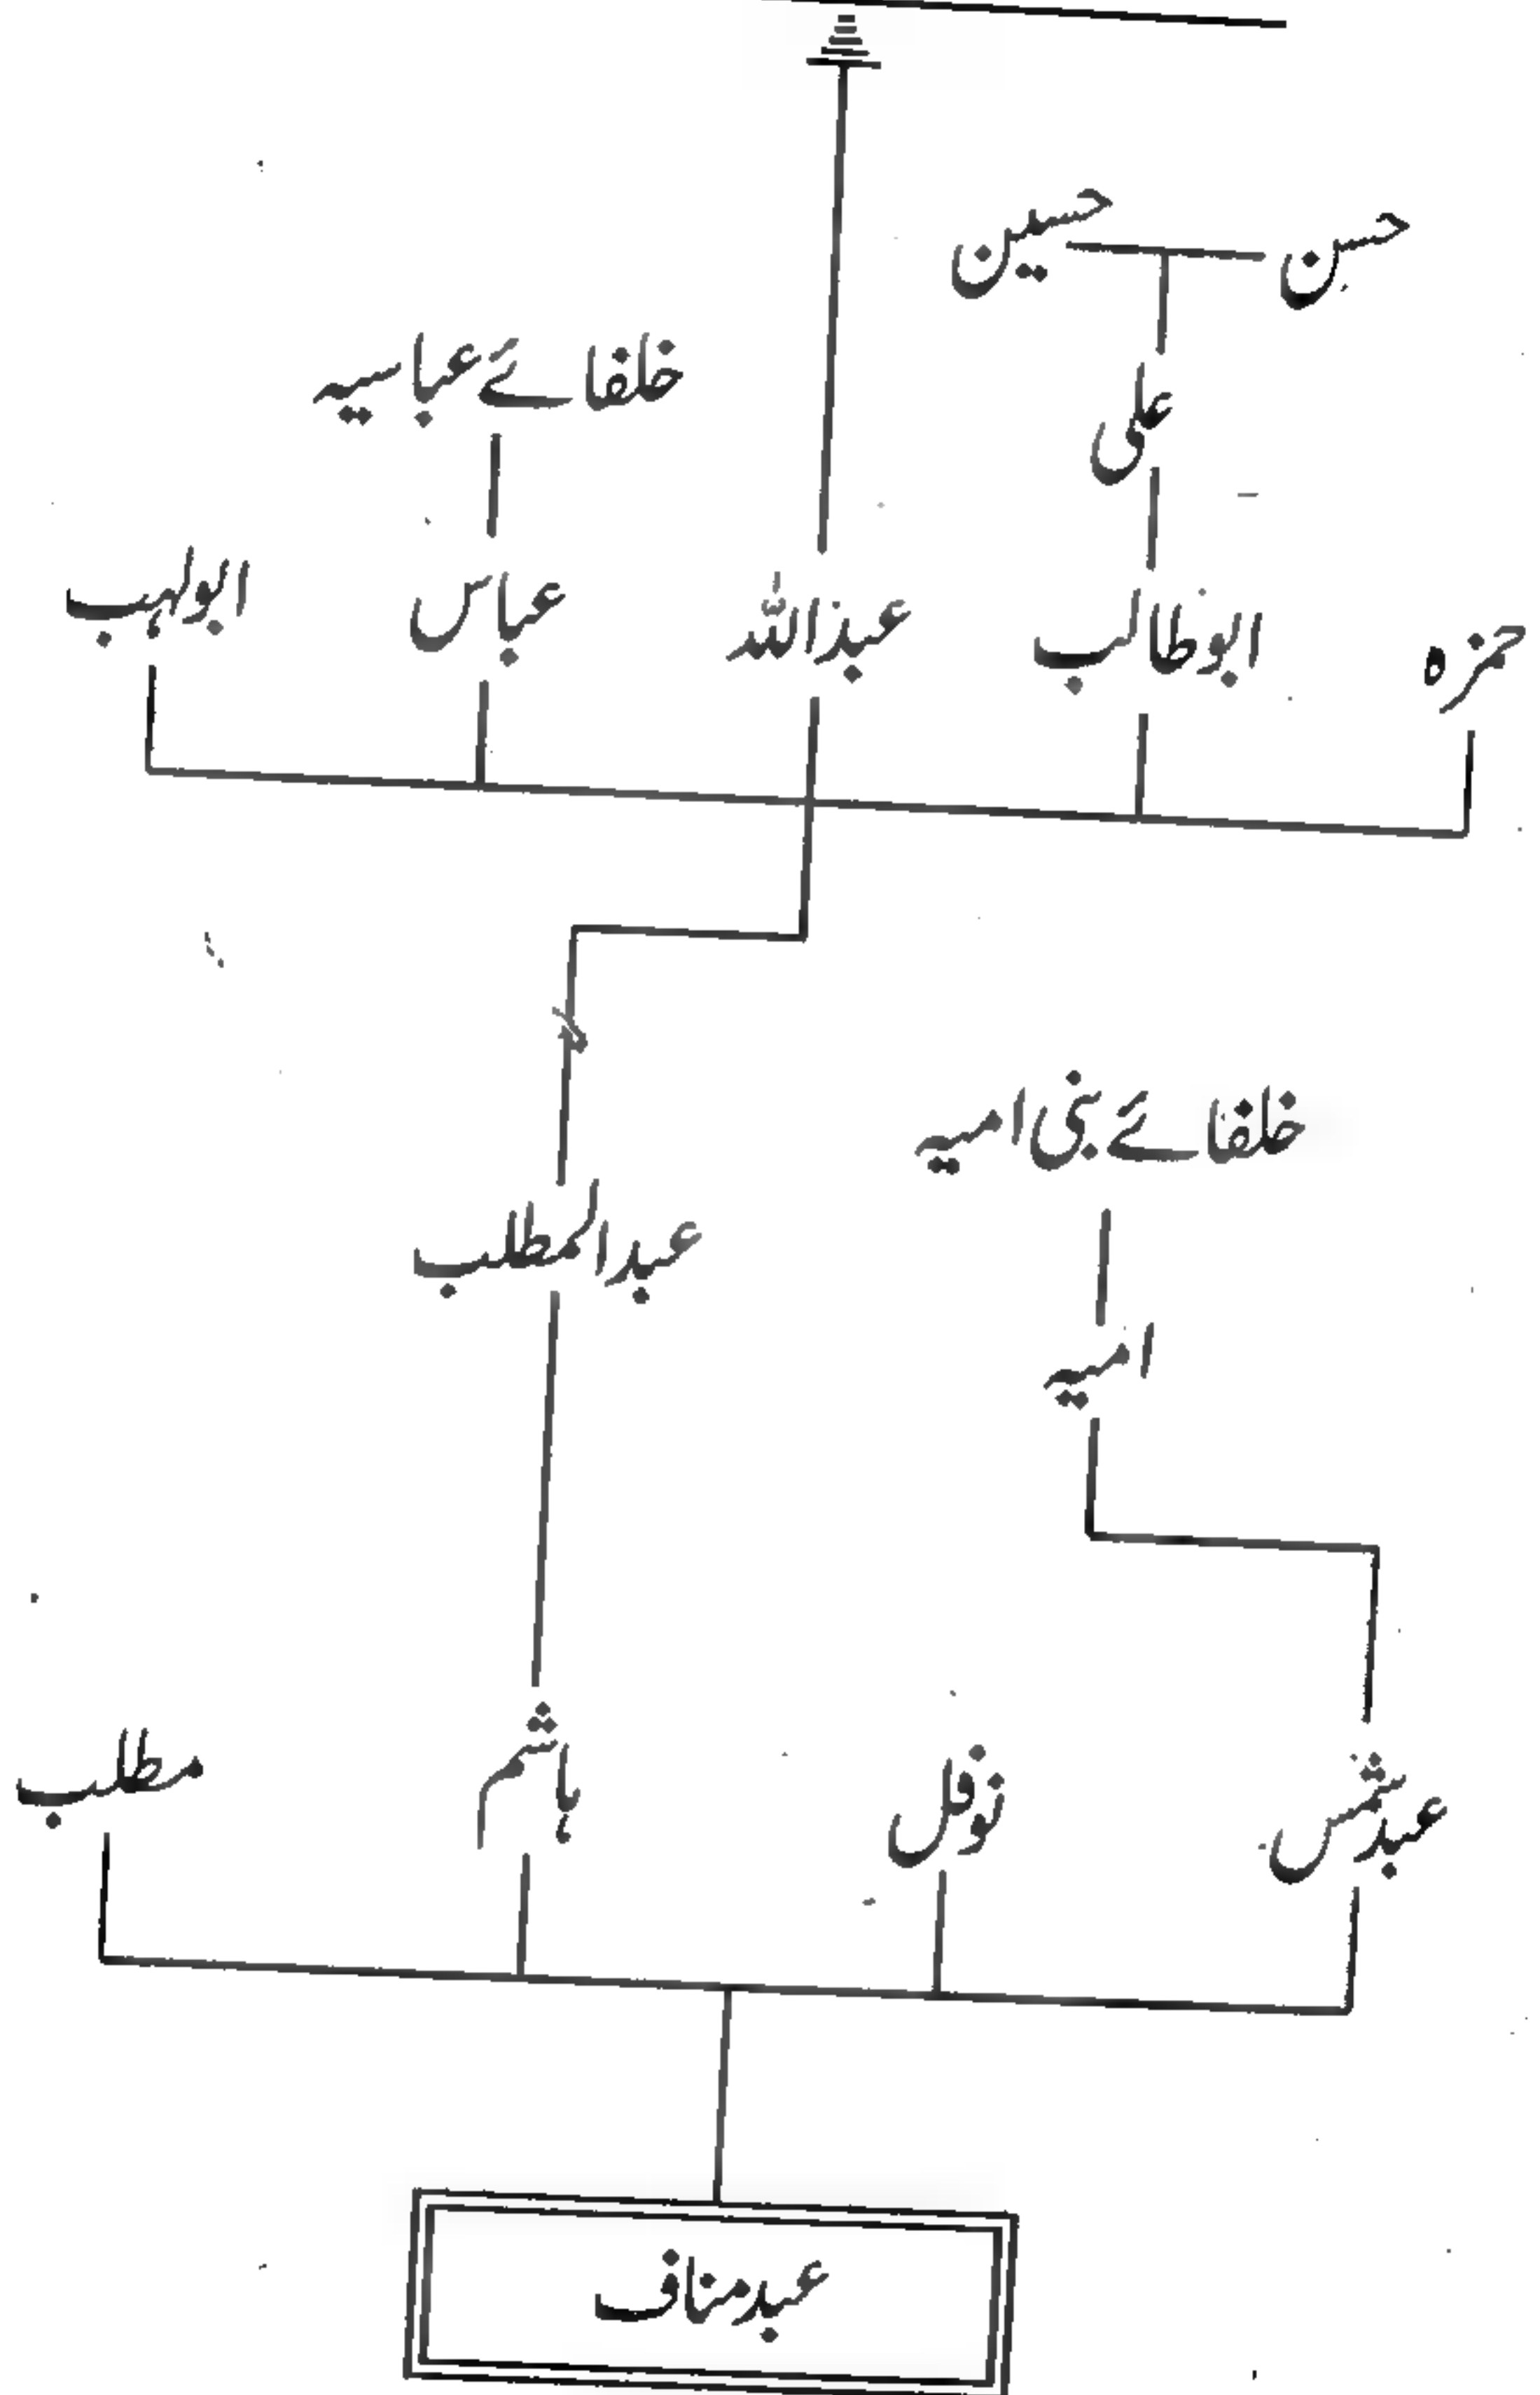 حسن
حسین
خلفائے عباسیہ
علی
حمزہ
ابوطالب
عبداللہ
عباس
ابولہب
خلفائے بنی امیہ
عبدالمطلب
امیہ
عبدشمس
نوفل
ہاشم
مطلب
عبدمناف